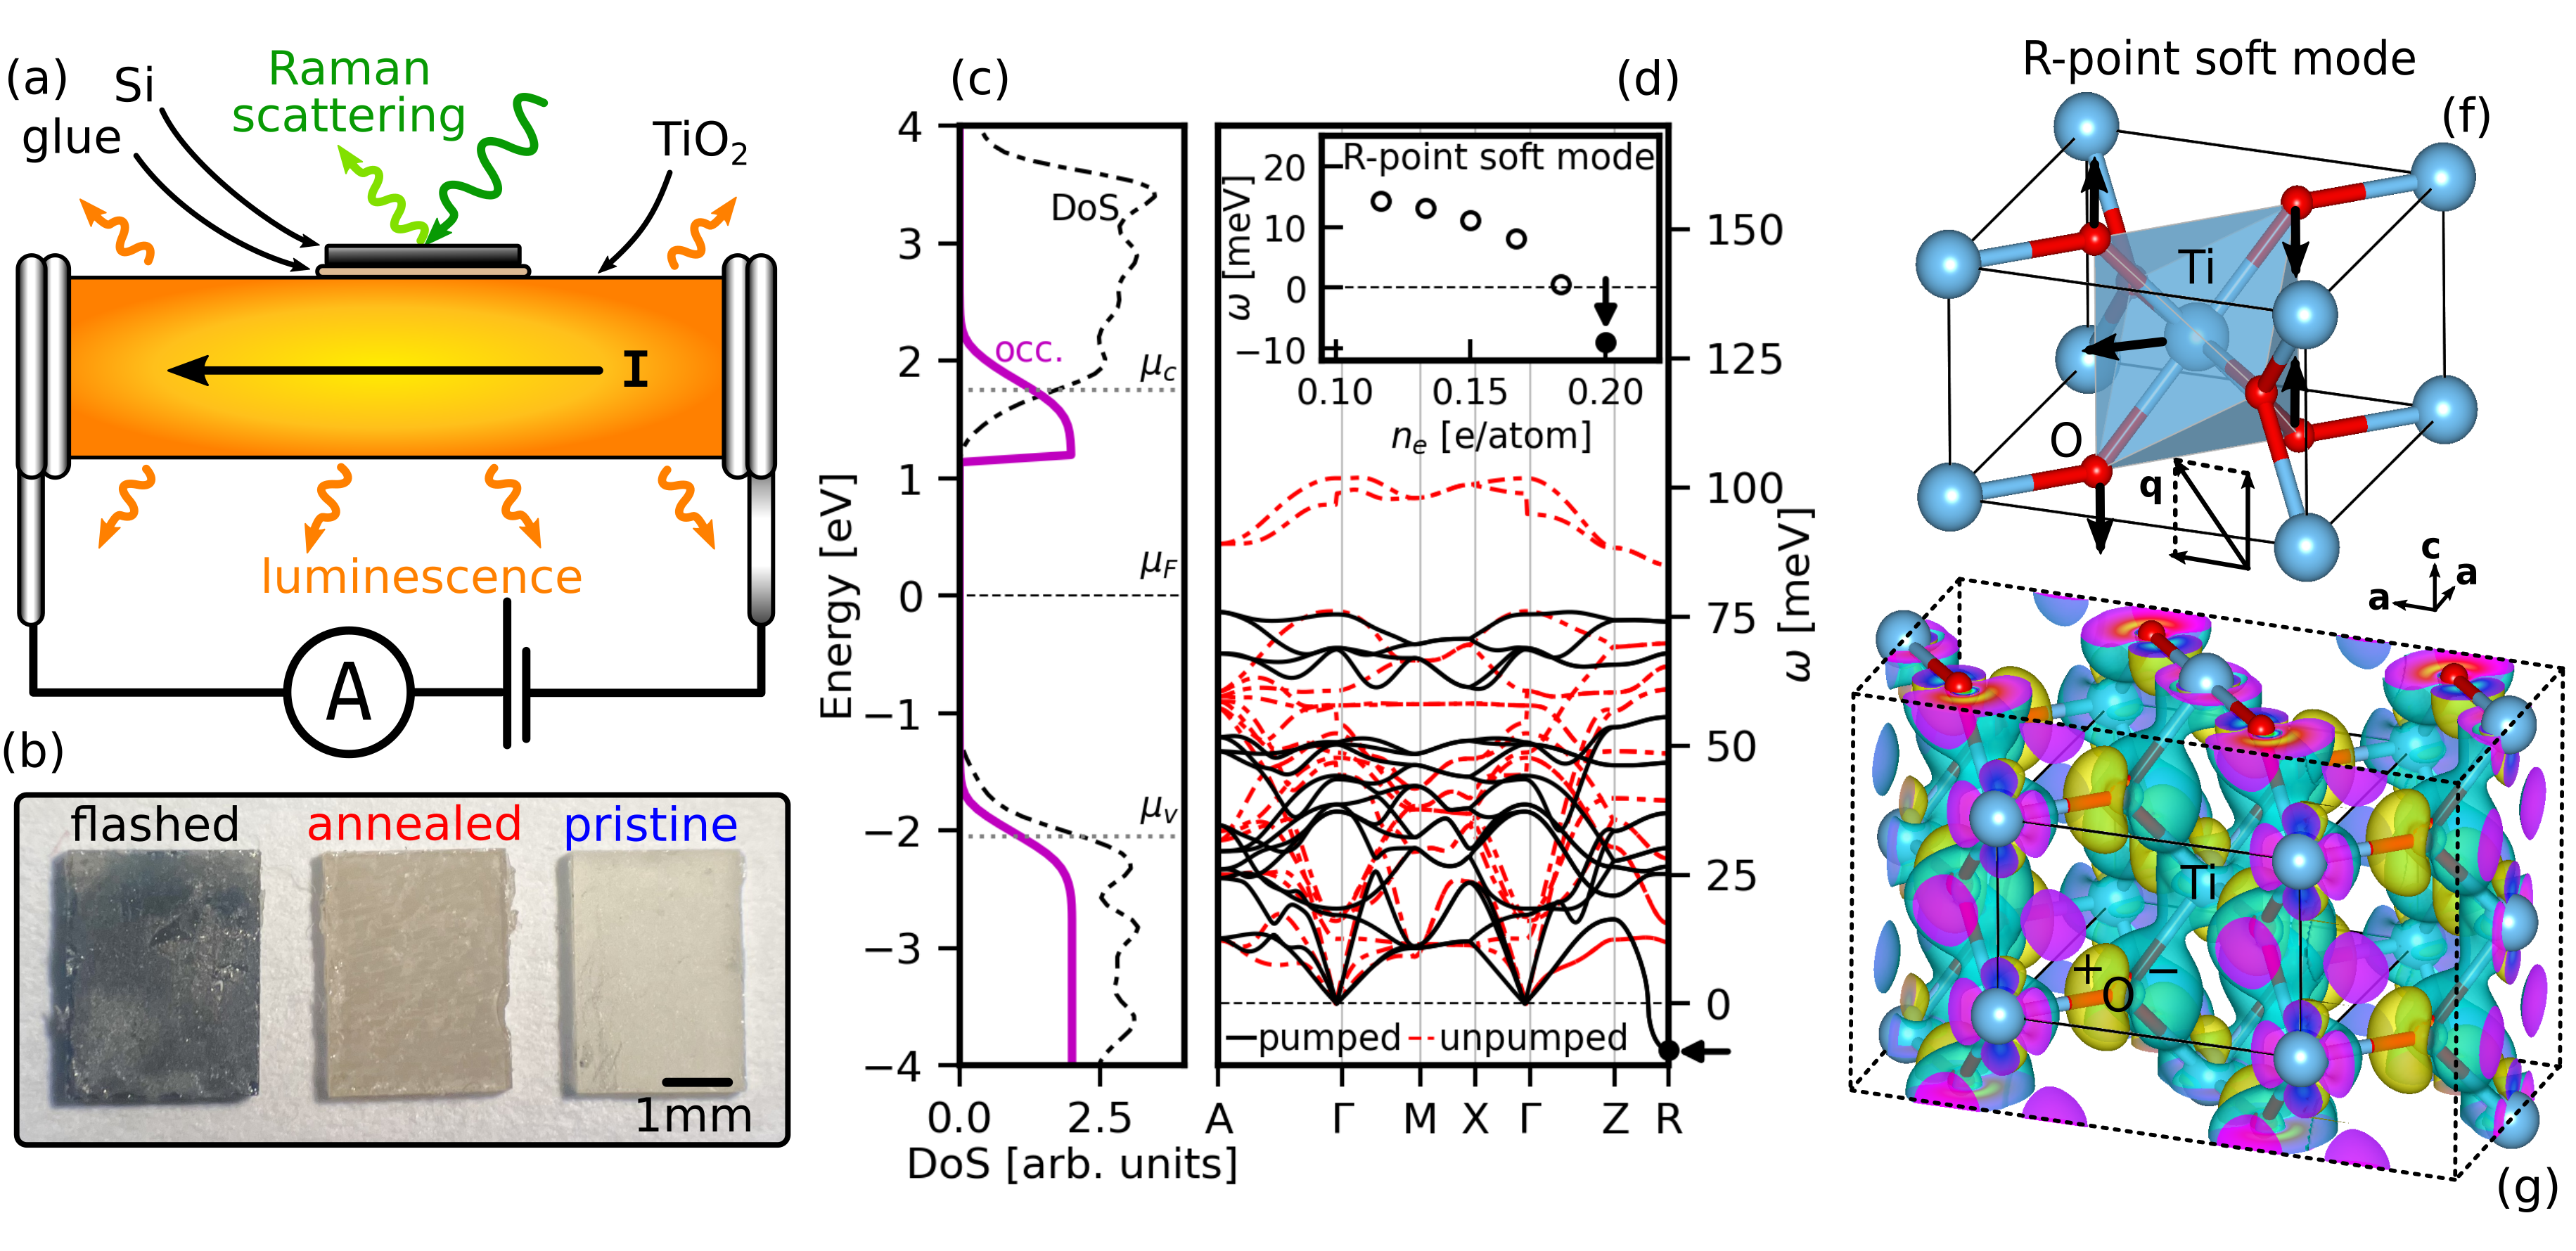 (a)
Si
glue
Raman
scattering
TiO₂
I
luminescence
A
(b)
flashed
annealed
pristine
1mm
(c)
Energy [eV]
4
3
2
1
0
−1
−2
−3
−4
DoS
occ.
μc
μF
μv
0.0
2.5
DoS [arb. units]
(d)
R-point soft mode
ω [meV]
20
10
0
−10
0.10
0.15
0.20
nₑ [e/atom]
150
125
100
75
50
25
0
ω [meV]
pumped
unpumped
A
Γ
M
X
Γ
Z
R
R-point soft mode
(f)
Ti
O
q
c
a
a
Ti
+
−
O
(g)